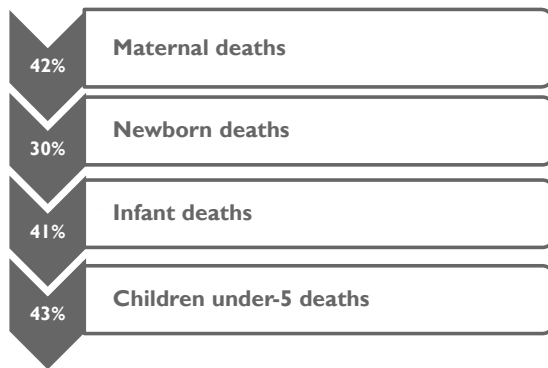 42%
Maternal deaths
30%
Newborn deaths
41%
Infant deaths
43%
Children under-5 deaths